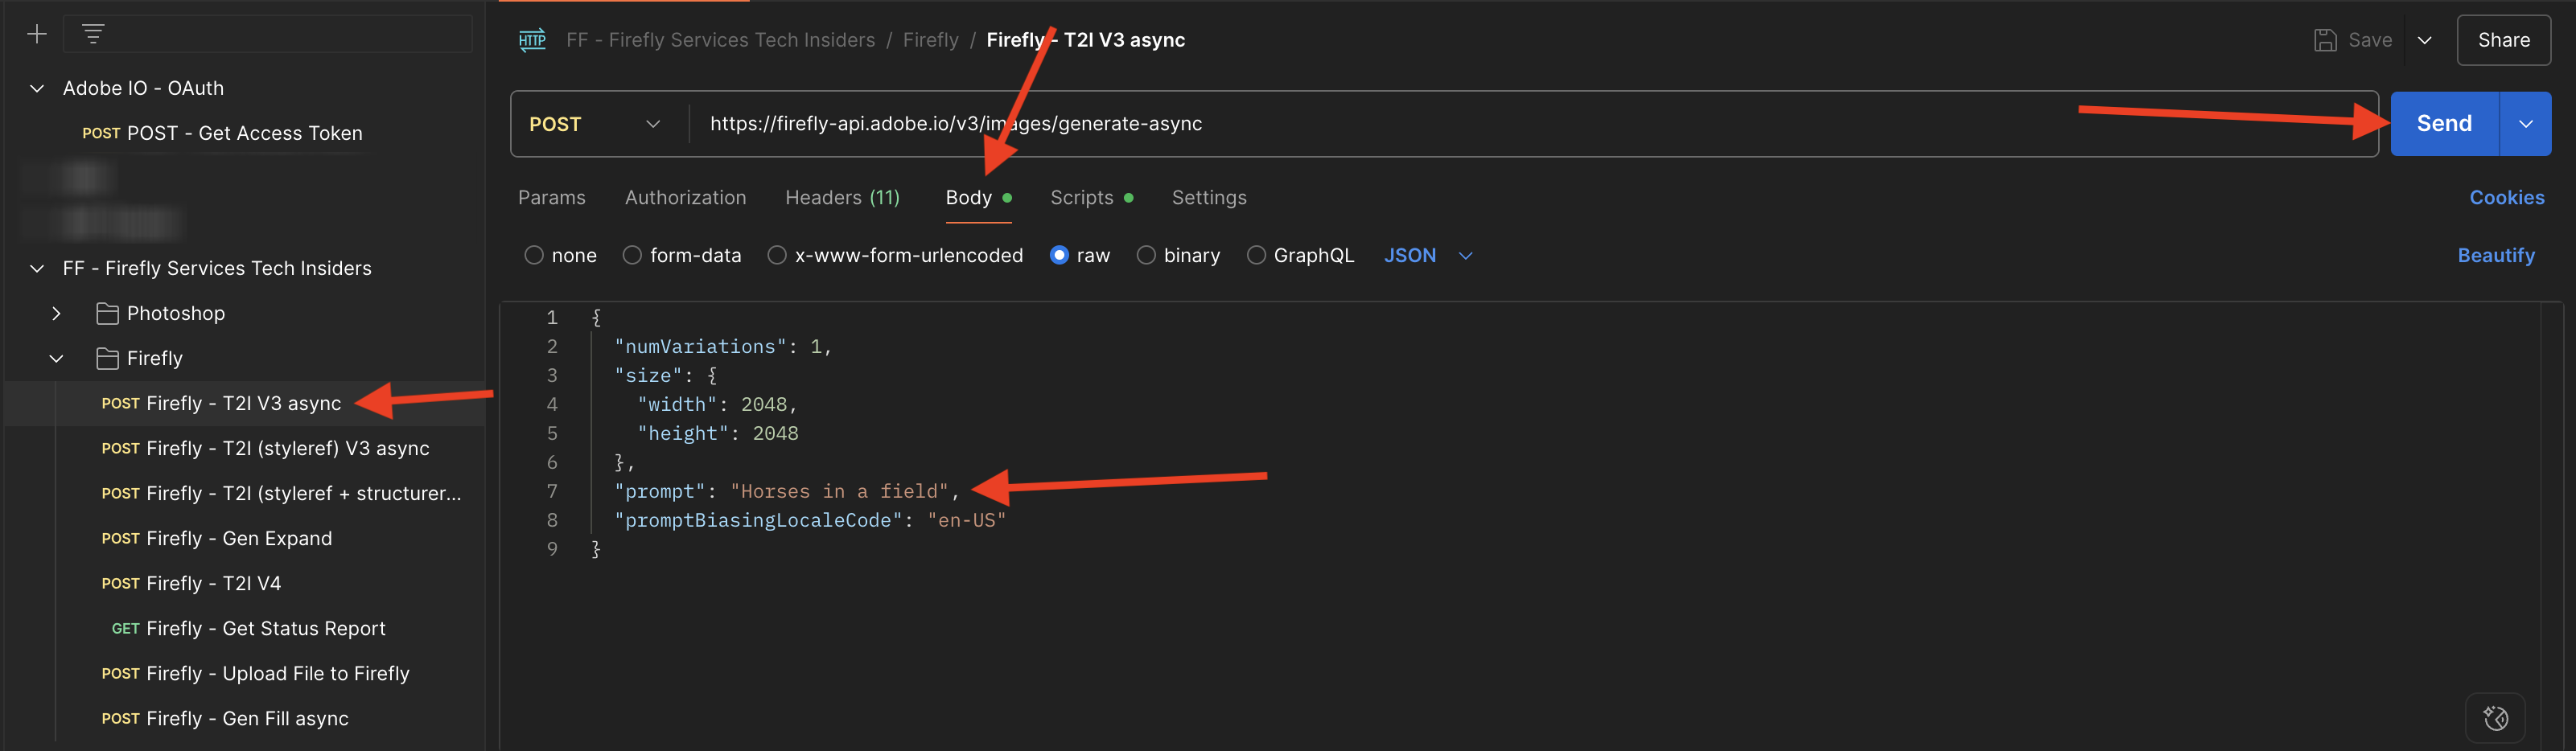 Adobe IO - OAuth
POST POST - Get Access Token
FF - Firefly Services Tech Insiders
Photoshop
Firefly
POST Firefly - T2I V3 async
POST Firefly - T2I (styleref) V3 async
POST Firefly - T2I (styleref + structurer...
POST Firefly - Gen Expand
POST Firefly - T2I V4
GET Firefly - Get Status Report
POST Firefly - Upload File to Firefly
POST Firefly - Gen Fill async
HTTP FF - Firefly Services Tech Insiders / Firefly / Firefly - T2I V3 async
Save
Share
POST https://firefly-api.adobe.io/v3/images/generate-async
Send
Params Authorization Headers (11) Body Scripts Settings
Cookies
none form-data x-www-form-urlencoded raw binary GraphQL JSON
Beautify
1 {
2 "numVariations": 1,
3 "size": {
4 "width": 2048,
5 "height": 2048
6 },
7 "prompt": "Horses in a field",
8 "promptBiasingLocaleCode": "en-US"
9 }